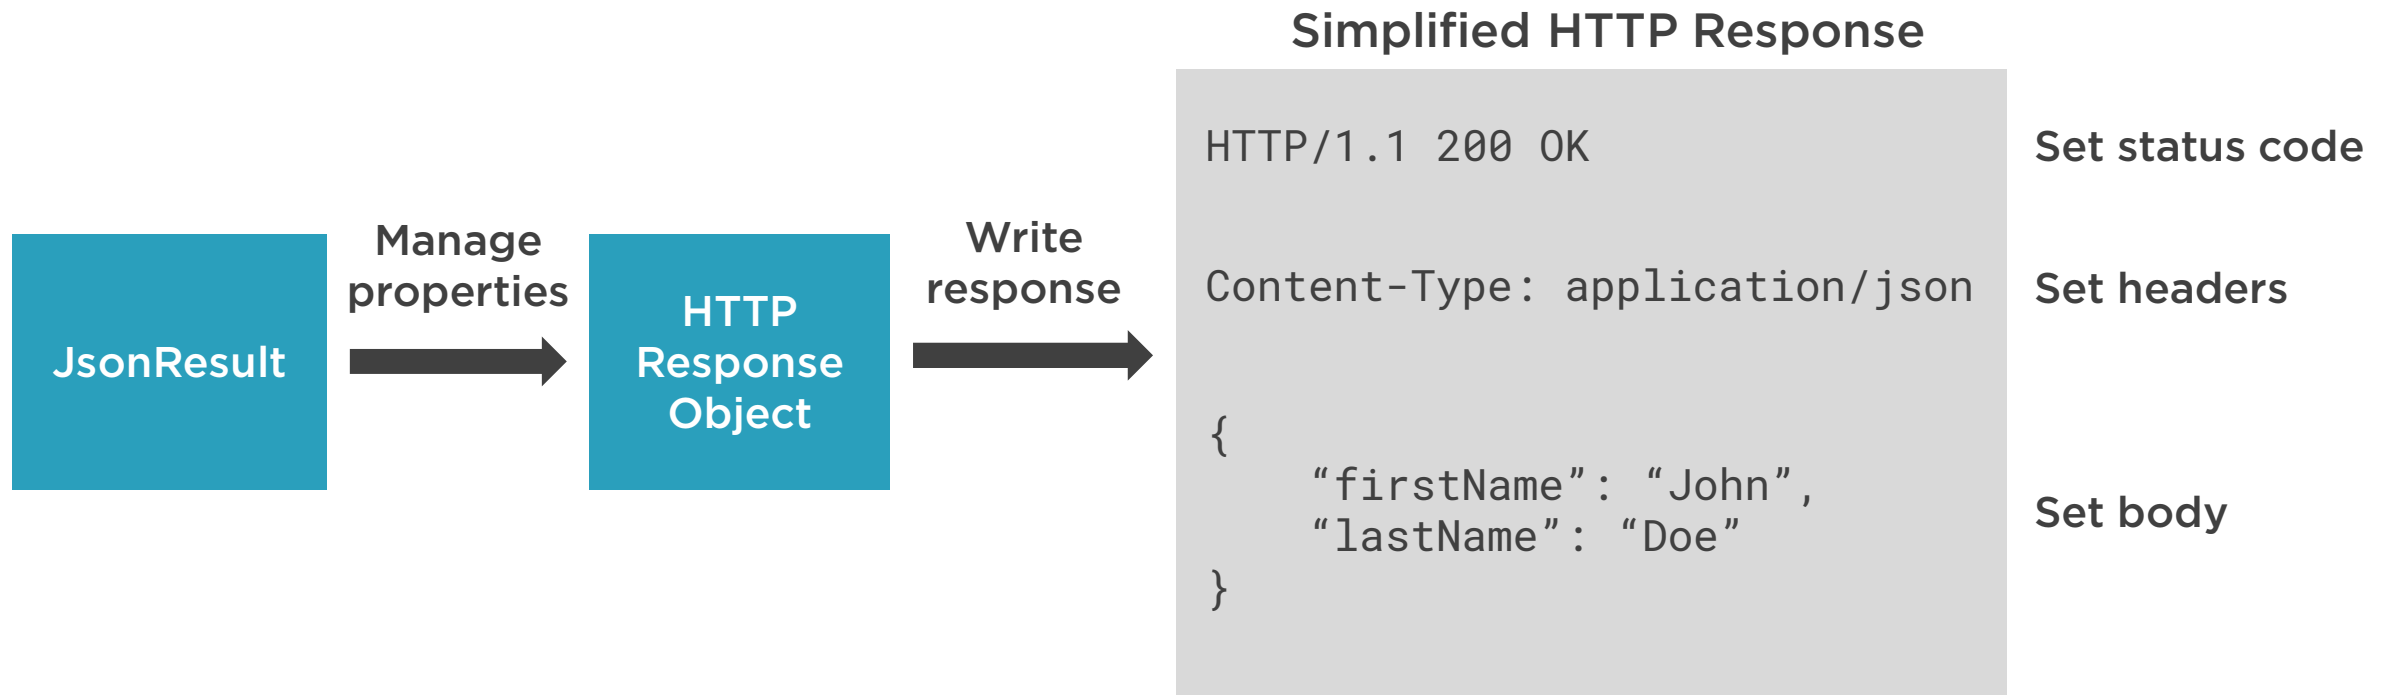 Simplified HTTP Response
JsonResult
Manage
properties
HTTP
Response
Object
Write
response
HTTP/1.1 200 OK
Set status code
Content-Type: application/json
Set headers
{
“firstName”: “John”,
“lastName”: “Doe”
}
Set body